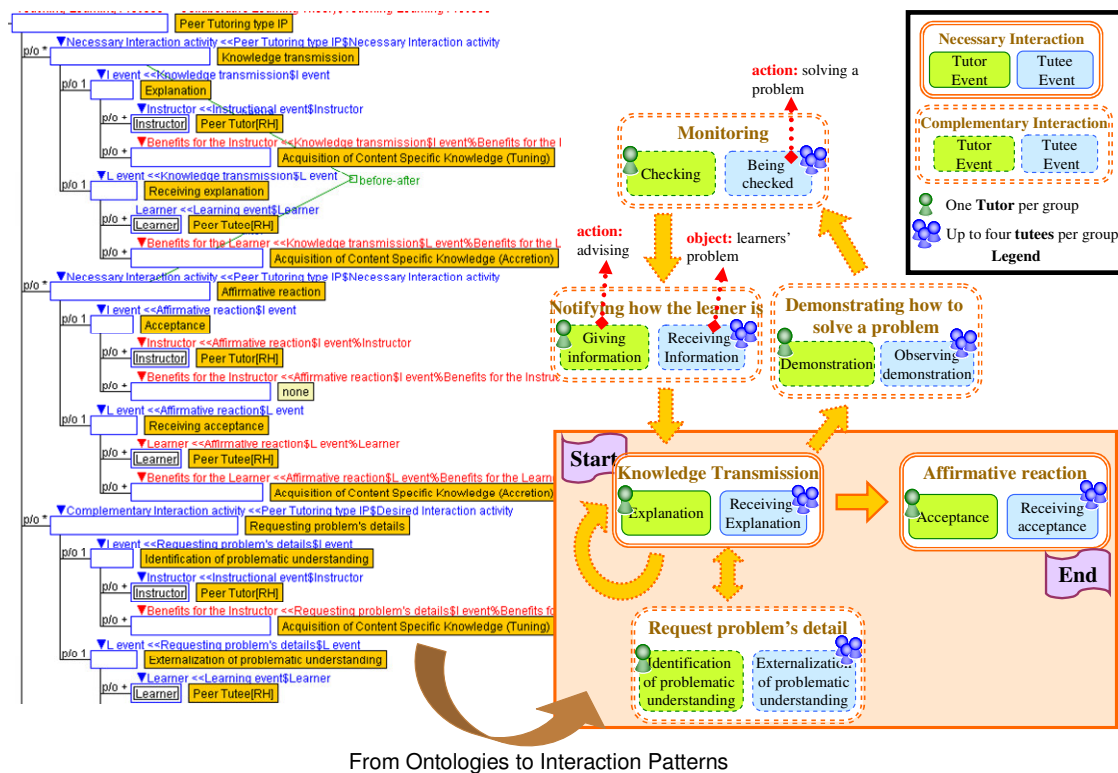 Peer Tutoring type IP
p/o *
▼Necessary Interaction activity <<Peer Tutoring type IP$Necessary Interaction activity
Knowledge transmission
p/o 1
▼I event <<Knowledge transmission$I event
Explanation
▼Instructor <<Instructional event$Instructor
p/o +
Instructor
Peer Tutor[RH]
▼Benefits for the Instructor <<Knowledge transmission$I event%Benefits for the I
p/o +
Acquisition of Content Specific Knowledge (Tuning)
▼L event <<Knowledge transmission$L event
before-after
p/o 1
Receiving explanation
Learner <<Learning event$Learner
p/o +
Learner
Peer Tutee[RH]
▼Benefits for the Learner <<Knowledge transmission$L event%Benefits for the L
p/o +
Acquisition of Content Specific Knowledge (Accretion)
▼Necessary Interaction activity <<Peer Tutoring type IP$Necessary Interaction activity
p/o *
Affirmative reaction
▼I event <<Affirmative reaction$I event
p/o 1
Acceptance
▼Instructor <<Affirmative reaction$I event%Instructor
p/o +
Instructor
Peer Tutor[RH]
▼Benefits for the Instructor <<Affirmative reaction$I event%Benefits for the Instruc
p/o +
none
▼L event <<Affirmative reaction$L event
p/o 1
Receiving acceptance
▼Learner <<Affirmative reaction$L event%Learner
p/o +
Learner
Peer Tutee[RH]
▼Benefits for the Learner <<Affirmative reaction$L event%Benefits for the Learn
p/o +
Acquisition of Content Specific Knowledge (Accretion)
▼Complementary Interaction activity <<Peer Tutoring type IP$Desired Interaction activity
p/o *
Requesting problem's details
▼I event <<Requesting problem's details$I event
p/o 1
Identification of problematic understanding
▼Instructor <<Instructional event$Instructor
p/o +
Instructor
Peer Tutor[RH]
▼Benefits for the Instructor <<Requesting problem's details$I event%Benefits fo
p/o +
Acquisition of Content Specific Knowledge (Tuning)
▼L event <<Requesting problem's details$L event
p/o 1
Externalization of problematic understanding
▼Learner <<Learning event$Learner
p/o +
Learner
Peer Tutee[RH]
action: solving a
problem
Monitoring
Checking
Being
checked
action:
advising
object: learners'
problem
Notifying how the leaner is
Giving
information
Receiving
Information
Demonstrating how to
solve a problem
Demonstration
Observing
demonstration
Start
Knowledge Transmission
Explanation
Receiving
Explanation
Affirmative reaction
Acceptance
Receiving
acceptance
End
Request problem's detail
Identification
of problematic
understanding
Externalization
of problematic
understanding
Necessary Interaction
Tutor
Event
Tutee
Event
Complementary Interaction
Tutor
Event
Tutee
Event
One Tutor per group
Up to four tutees per group
Legend
From Ontologies to Interaction Patterns